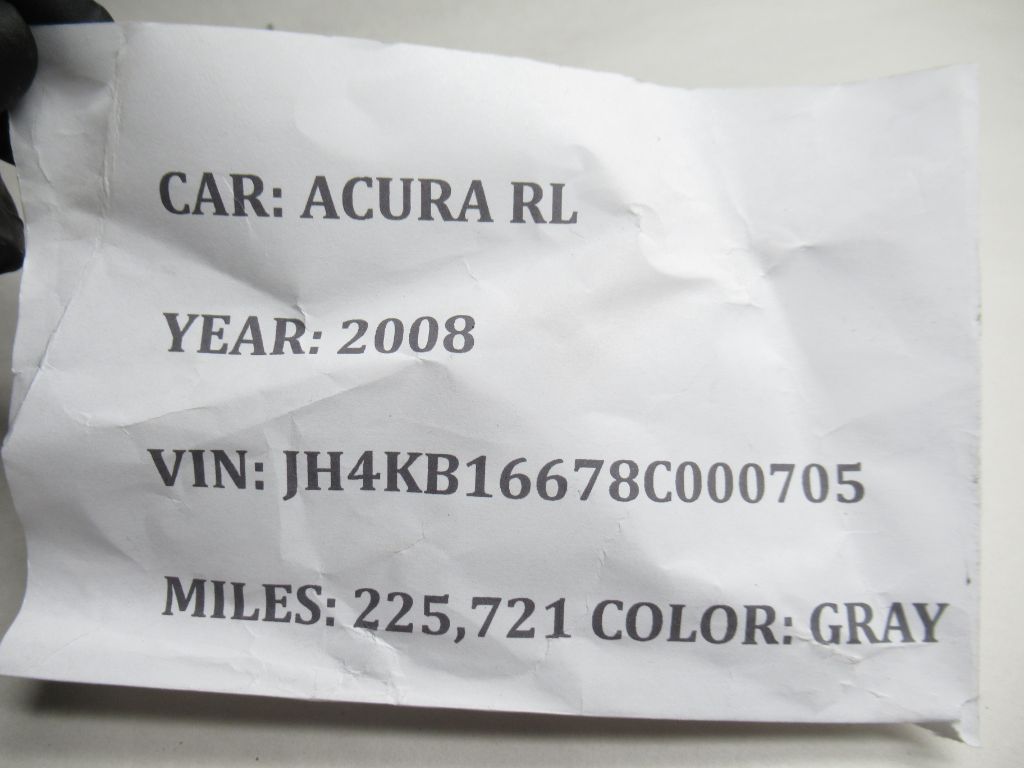 CAR: ACURA RL
YEAR: 2008
VIN: JH4KB16678C000705
MILES: 225,721 COLOR: GRAY